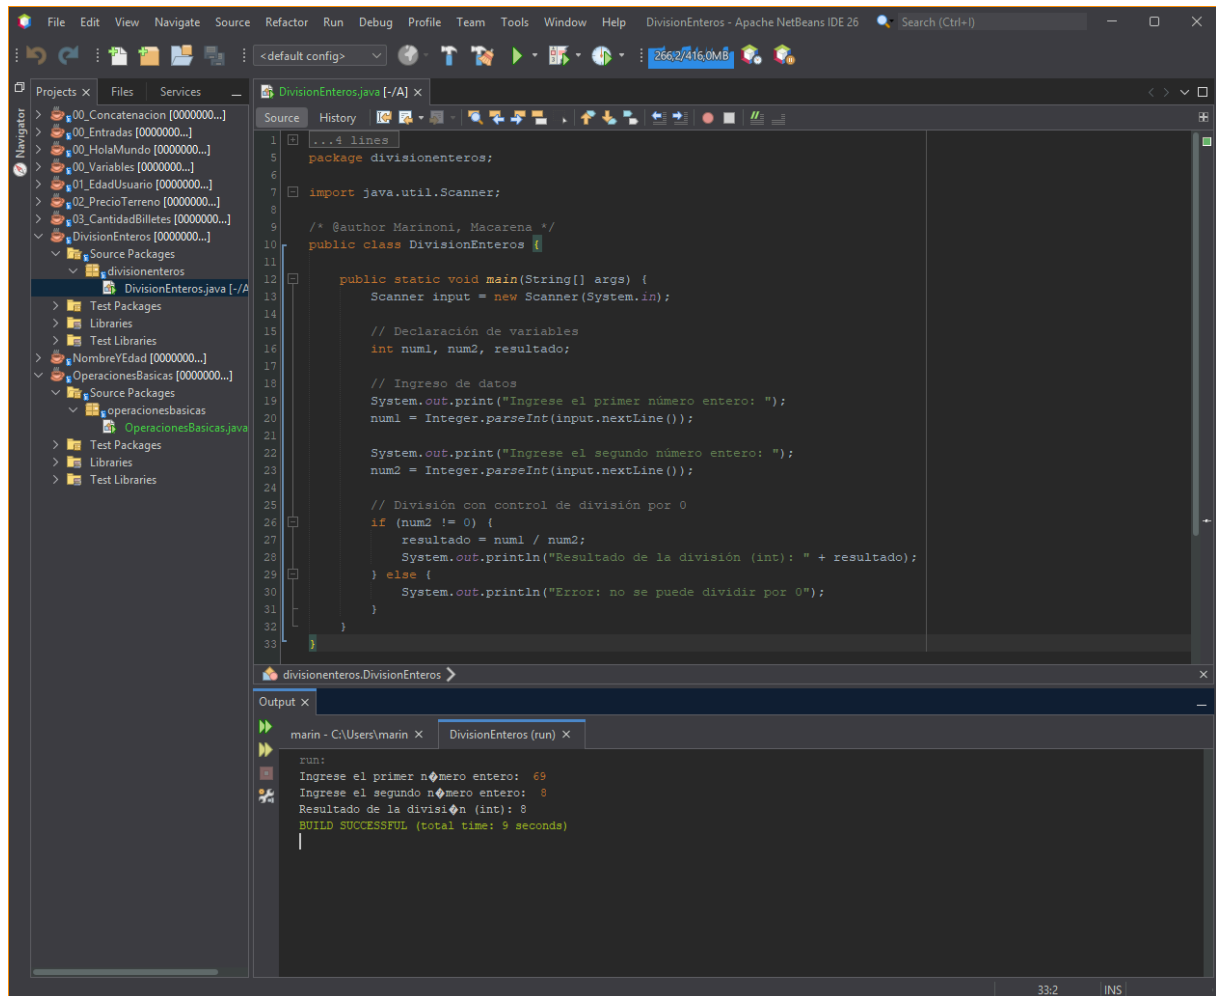 File Edit View Navigate Source Refactor Run Debug Profile Team Tools Window Help DivisionEnteros - Apache NetBeans IDE 26 Search (Ctrl+I)
<default config> 266,2/416,0MB
Projects Files Services
Navigator
00_Concatenacion [0000000...]
00_Entradas [0000000...]
00_HolaMundo [0000000...]
00_Variables [0000000...]
01_EdadUsuario [0000000...]
02_PrecioTerreno [0000000...]
03_CantidadBilletes [0000000...]
DivisionEnteros [0000000...]
Source Packages
divisionenteros
DivisionEnteros.java [-/A
Test Packages
Libraries
Test Libraries
NombreYEdad [0000000...]
OperacionesBasicas [0000000...]
Source Packages
operacionesbasicas
OperacionesBasicas.java
Test Packages
Libraries
Test Libraries
DivisionEnteros.java [-/A]
Source History
1 ...4 lines
5 package divisionenteros;
6
7 import java.util.Scanner;
8
9 /* @author Marinoni, Macarena */
10 public class DivisionEnteros {
11
12 public static void main(String[] args) {
13 Scanner input = new Scanner(System.in);
14
15 // Declaración de variables
16 int num1, num2, resultado;
17
18 // Ingreso de datos
19 System.out.print("Ingrese el primer número entero: ");
20 num1 = Integer.parseInt(input.nextLine());
21
22 System.out.print("Ingrese el segundo número entero: ");
23 num2 = Integer.parseInt(input.nextLine());
24
25 // División con control de división por 0
26 if (num2 != 0) {
27 resultado = num1 / num2;
28 System.out.println("Resultado de la división (int): " + resultado);
29 } else {
30 System.out.println("Error: no se puede dividir por 0");
31 }
32 }
33 }
divisionenteros.DivisionEnteros
Output
marin - C:\Users\marin DivisionEnteros (run)
run:
Ingrese el primer n�mero entero: 69
Ingrese el segundo n�mero entero: 8
Resultado de la divisi�n (int): 8
BUILD SUCCESSFUL (total time: 9 seconds)
33:2 INS